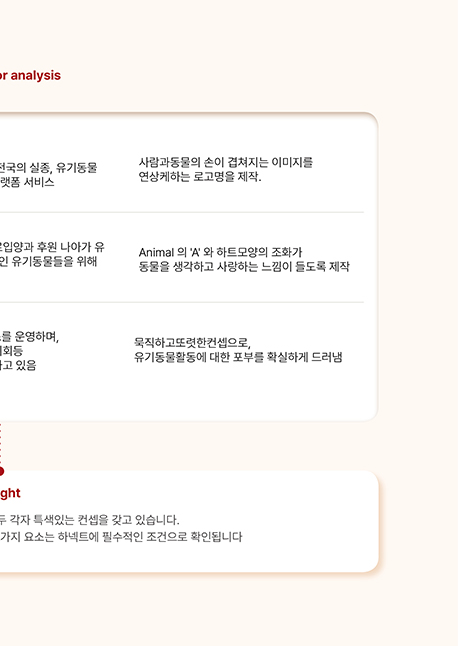 or analysis
전국의 실종, 유기동물
랫폼 서비스
사람과동물의 손이 겹쳐지는 이미지를
연상케하는 로고명을 제작.
입양과 후원 나아가 유
인 유기동물들을 위해
Animal 의 'A' 와 하트모양의 조화가
동물을 생각하고 사랑하는 느낌이 들도록 제작
를 운영하며,
회등
고 있음
묵직하고또렷한컨셉으로,
유기동물활동에 대한 포부를 확실하게 드러냄
ght
두 각자 특색있는 컨셉을 갖고 있습니다.
가지 요소는 하넥트에 필수적인 조건으로 확인됩니다